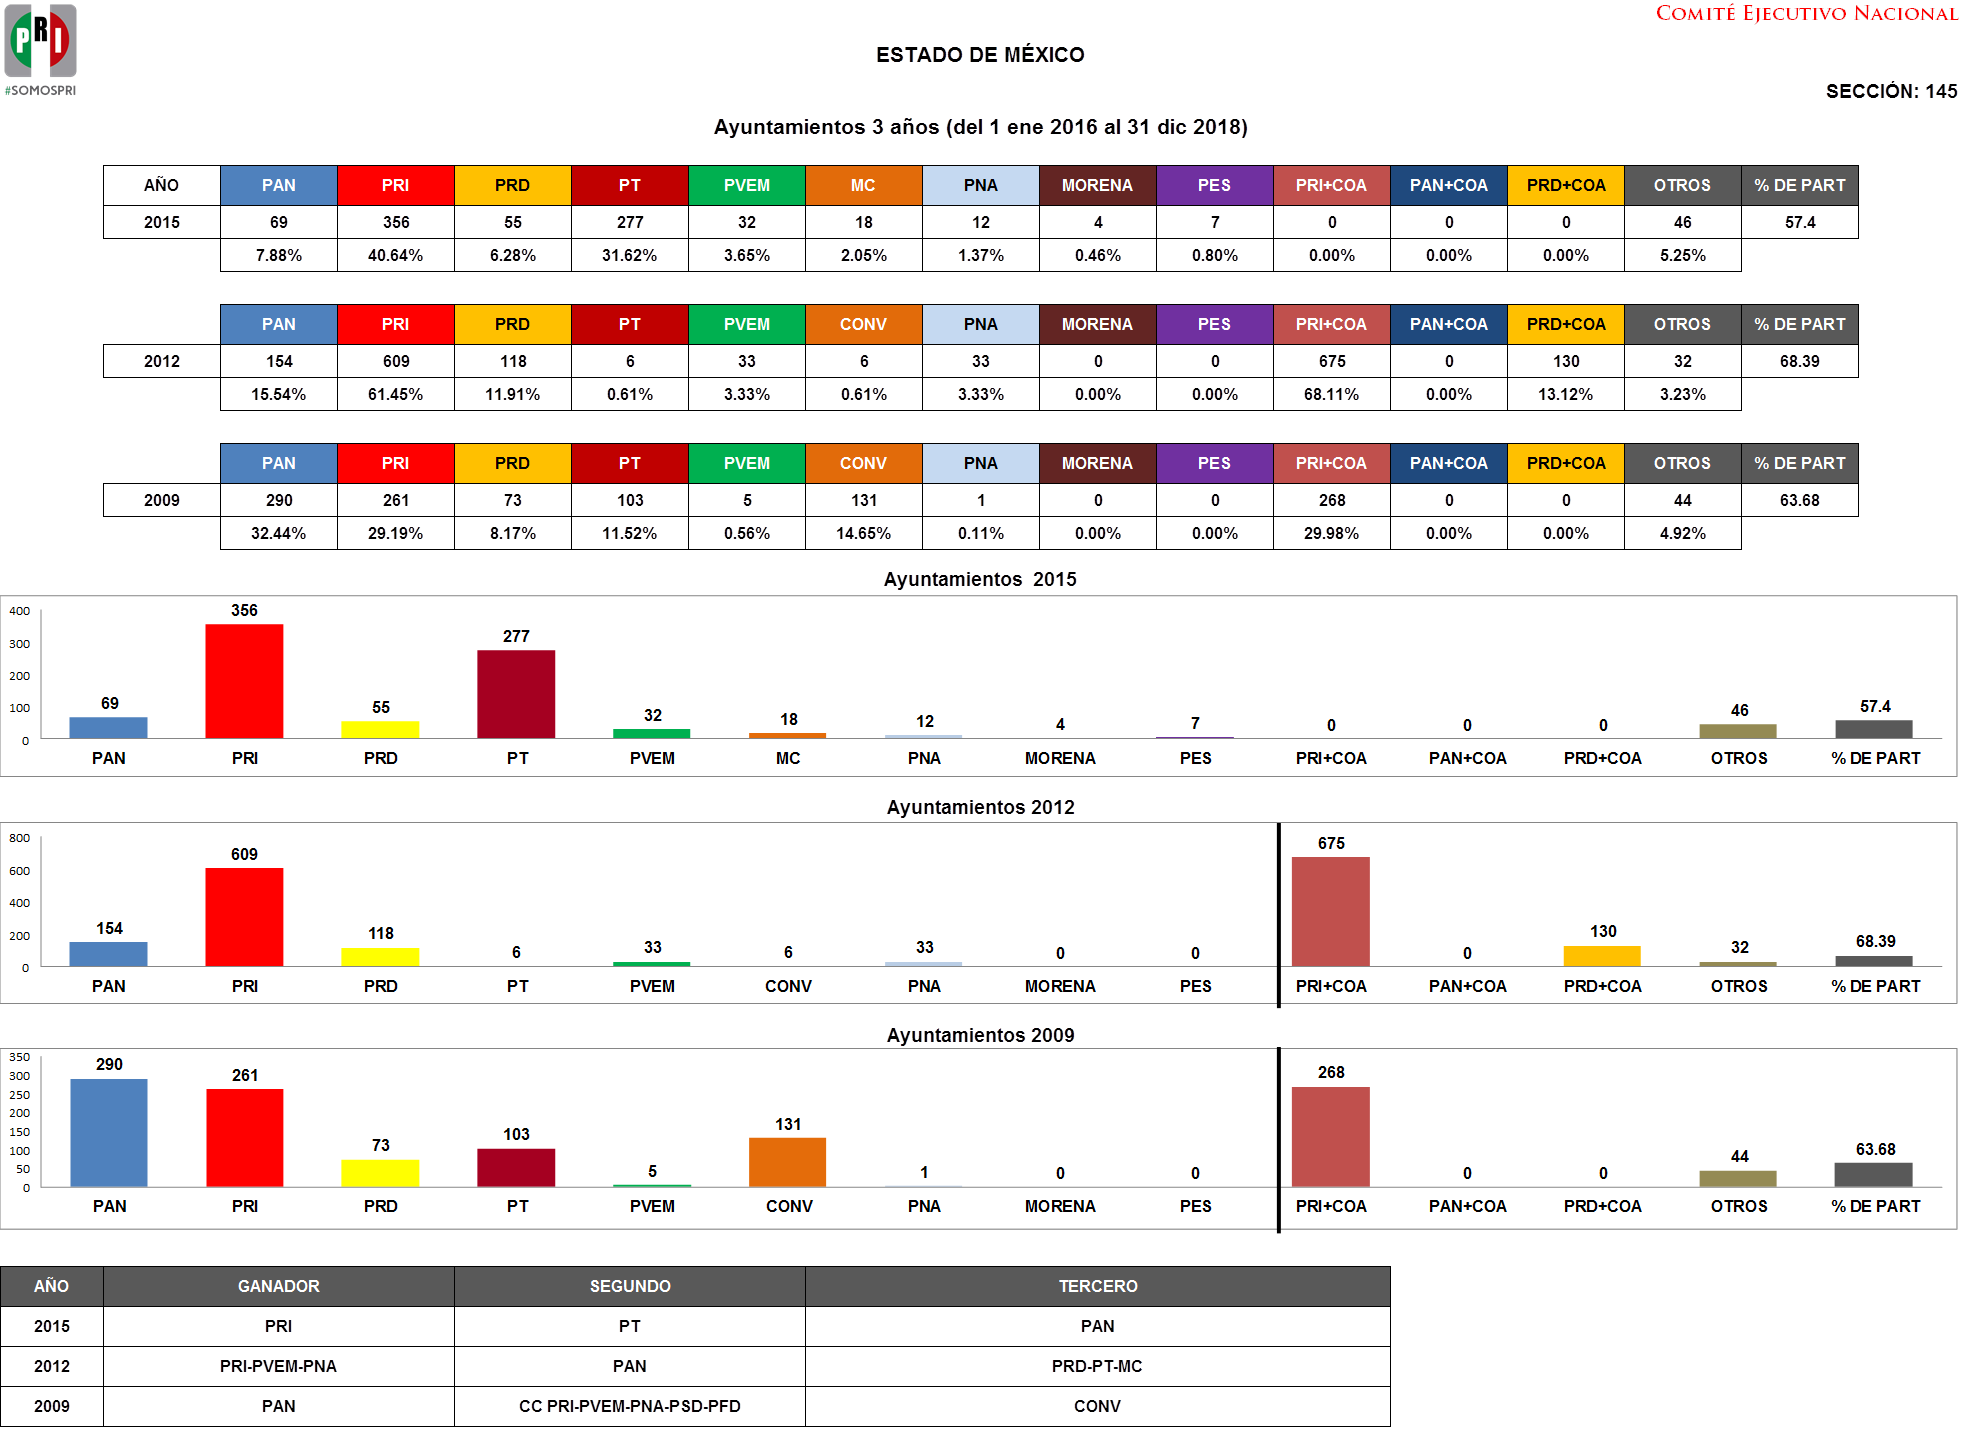 PRI
#SOMOSPRI
COMITÉ EJECUTIVO NACIONAL
ESTADO DE MÉXICO
SECCIÓN: 145
Ayuntamientos 3 años (del 1 ene 2016 al 31 dic 2018)
AÑO PAN PRI PRD PT PVEM MC PNA MORENA PES PRI+COA PAN+COA PRD+COA OTROS % DE PART
2015 69 356 55 277 32 18 12 4 7 0 0 0 46 57.4
7.88% 40.64% 6.28% 31.62% 3.65% 2.05% 1.37% 0.46% 0.80% 0.00% 0.00% 0.00% 5.25%
PAN PRI PRD PT PVEM CONV PNA MORENA PES PRI+COA PAN+COA PRD+COA OTROS % DE PART
2012 154 609 118 6 33 6 33 0 0 675 0 130 32 68.39
15.54% 61.45% 11.91% 0.61% 3.33% 0.61% 3.33% 0.00% 0.00% 68.11% 0.00% 13.12% 3.23%
PAN PRI PRD PT PVEM CONV PNA MORENA PES PRI+COA PAN+COA PRD+COA OTROS % DE PART
2009 290 261 73 103 5 131 1 0 0 268 0 0 44 63.68
32.44% 29.19% 8.17% 11.52% 0.56% 14.65% 0.11% 0.00% 0.00% 29.98% 0.00% 0.00% 4.92%
Ayuntamientos 2015
400
300
200
100
0
69 356 55 277 32 18 12 4 7 0 0 0 46 57.4
PAN PRI PRD PT PVEM MC PNA MORENA PES PRI+COA PAN+COA PRD+COA OTROS % DE PART
Ayuntamientos 2012
800
600
400
200
0
154 609 118 6 33 6 33 0 0 675 0 130 32 68.39
PAN PRI PRD PT PVEM CONV PNA MORENA PES PRI+COA PAN+COA PRD+COA OTROS % DE PART
Ayuntamientos 2009
350
300
250
200
150
100
50
0
290 261 73 103 5 131 1 0 0 268 0 0 44 63.68
PAN PRI PRD PT PVEM CONV PNA MORENA PES PRI+COA PAN+COA PRD+COA OTROS % DE PART
AÑO GANADOR SEGUNDO TERCERO
2015 PRI PT PAN
2012 PRI-PVEM-PNA PAN PRD-PT-MC
2009 PAN CC PRI-PVEM-PNA-PSD-PFD CONV